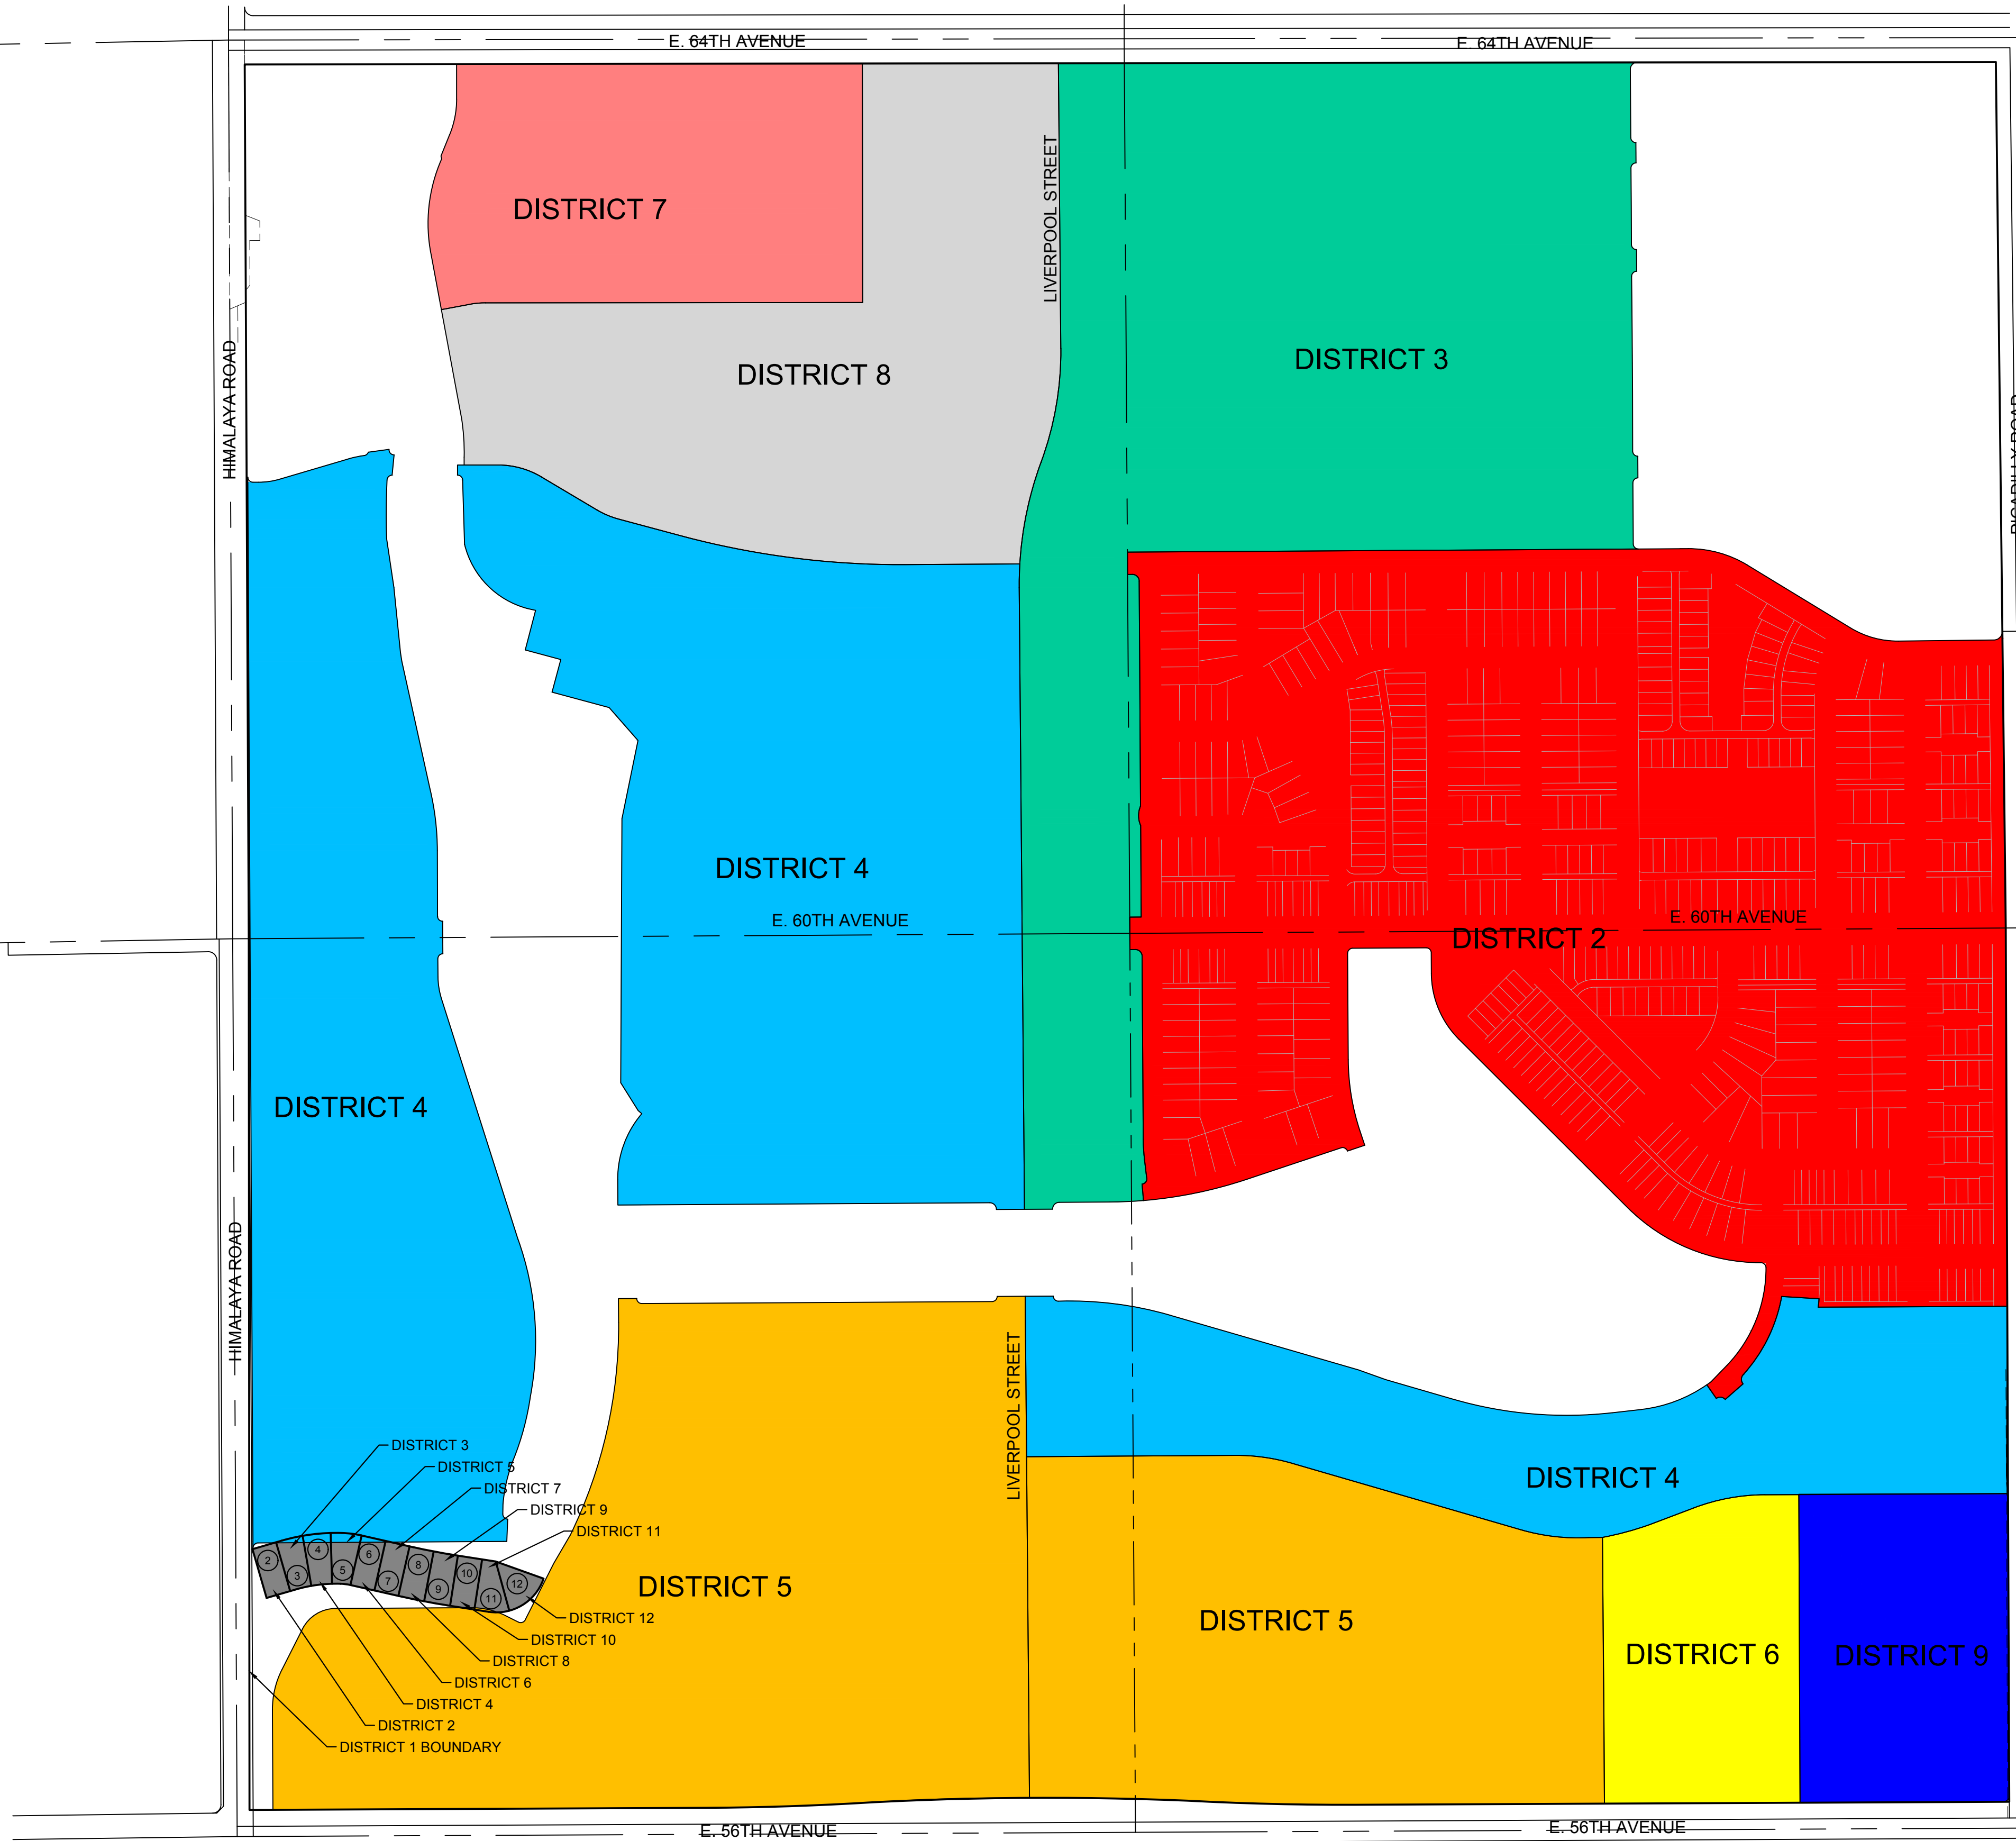 E. 64TH AVENUE
E. 64TH AVENUE
DISTRICT 7
LIVERPOOL STREET
DISTRICT 8
DISTRICT 3
HIMALAYA ROAD
DISTRICT 4
E. 60TH AVENUE
E. 60TH AVENUE
DISTRICT 2
DISTRICT 4
HIMALAYA ROAD
LIVERPOOL STREET
DISTRICT 3
DISTRICT 5
DISTRICT 7
DISTRICT 9
DISTRICT 11
DISTRICT 4
2
3
4
5
6
7
8
9
10
11
12
DISTRICT 5
DISTRICT 12
DISTRICT 10
DISTRICT 8
DISTRICT 6
DISTRICT 4
DISTRICT 2
DISTRICT 1 BOUNDARY
DISTRICT 5
DISTRICT 6
DISTRICT 9
E. 56TH AVENUE
E. 56TH AVENUE